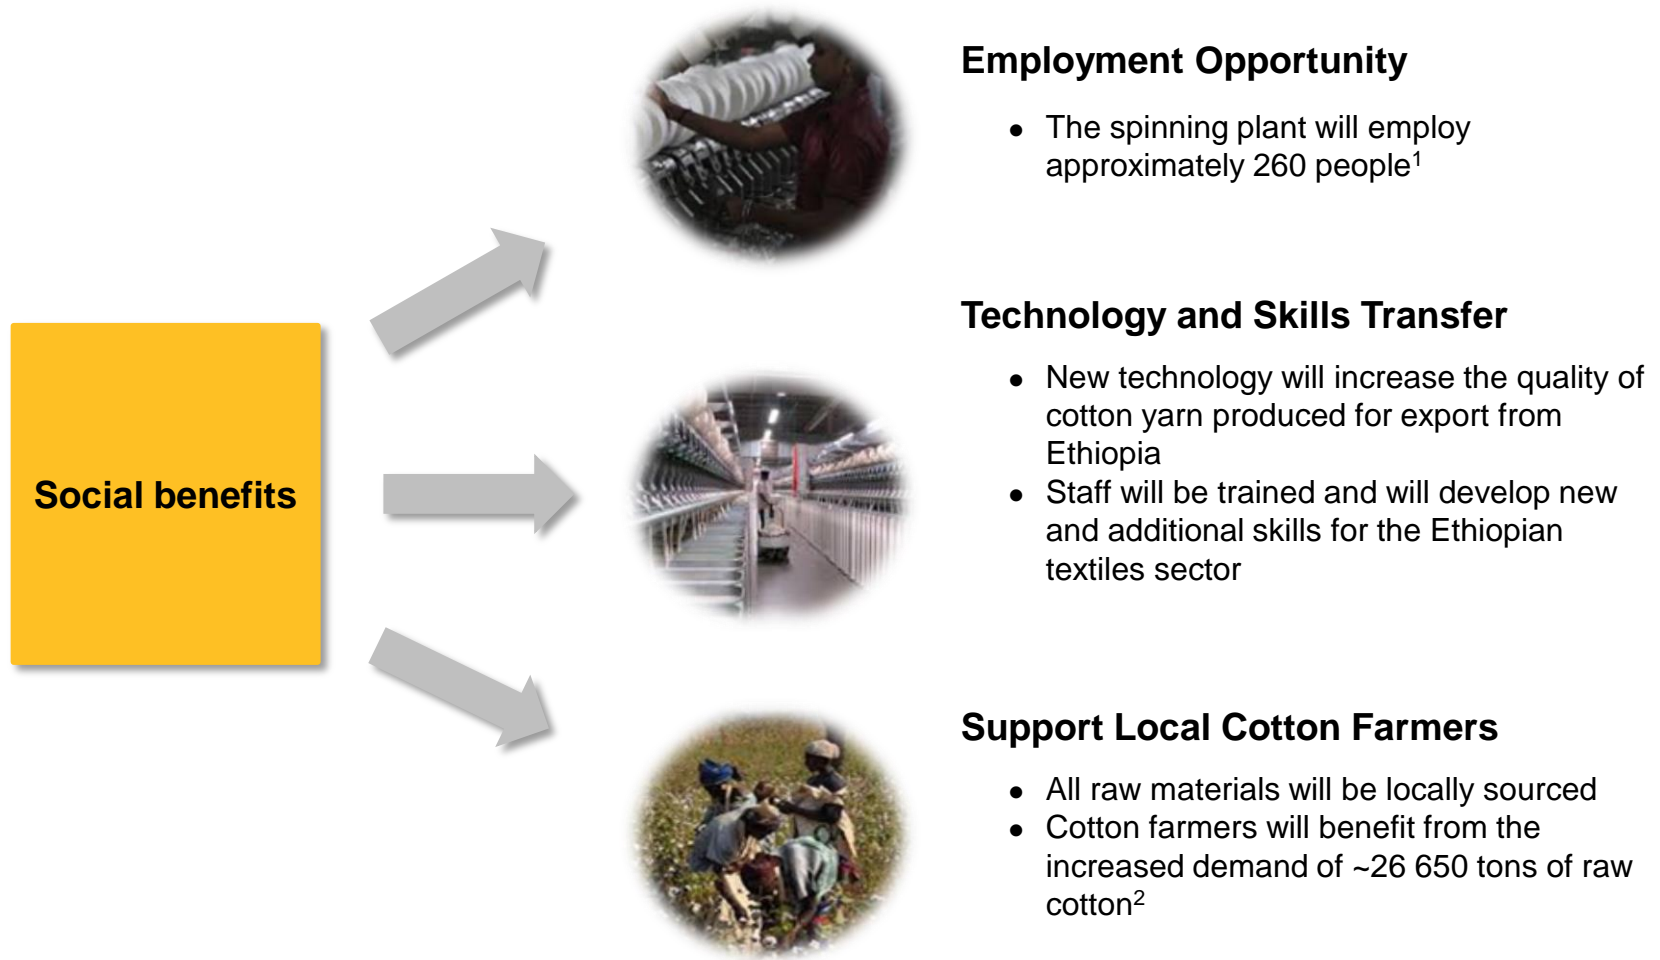 Social benefits
Employment Opportunity
● The spinning plant will employ
approximately 260 people¹
Technology and Skills Transfer
● New technology will increase the quality of
cotton yarn produced for export from
Ethiopia
● Staff will be trained and will develop new
and additional skills for the Ethiopian
textiles sector
Support Local Cotton Farmers
● All raw materials will be locally sourced
● Cotton farmers will benefit from the
increased demand of ~26 650 tons of raw
cotton²